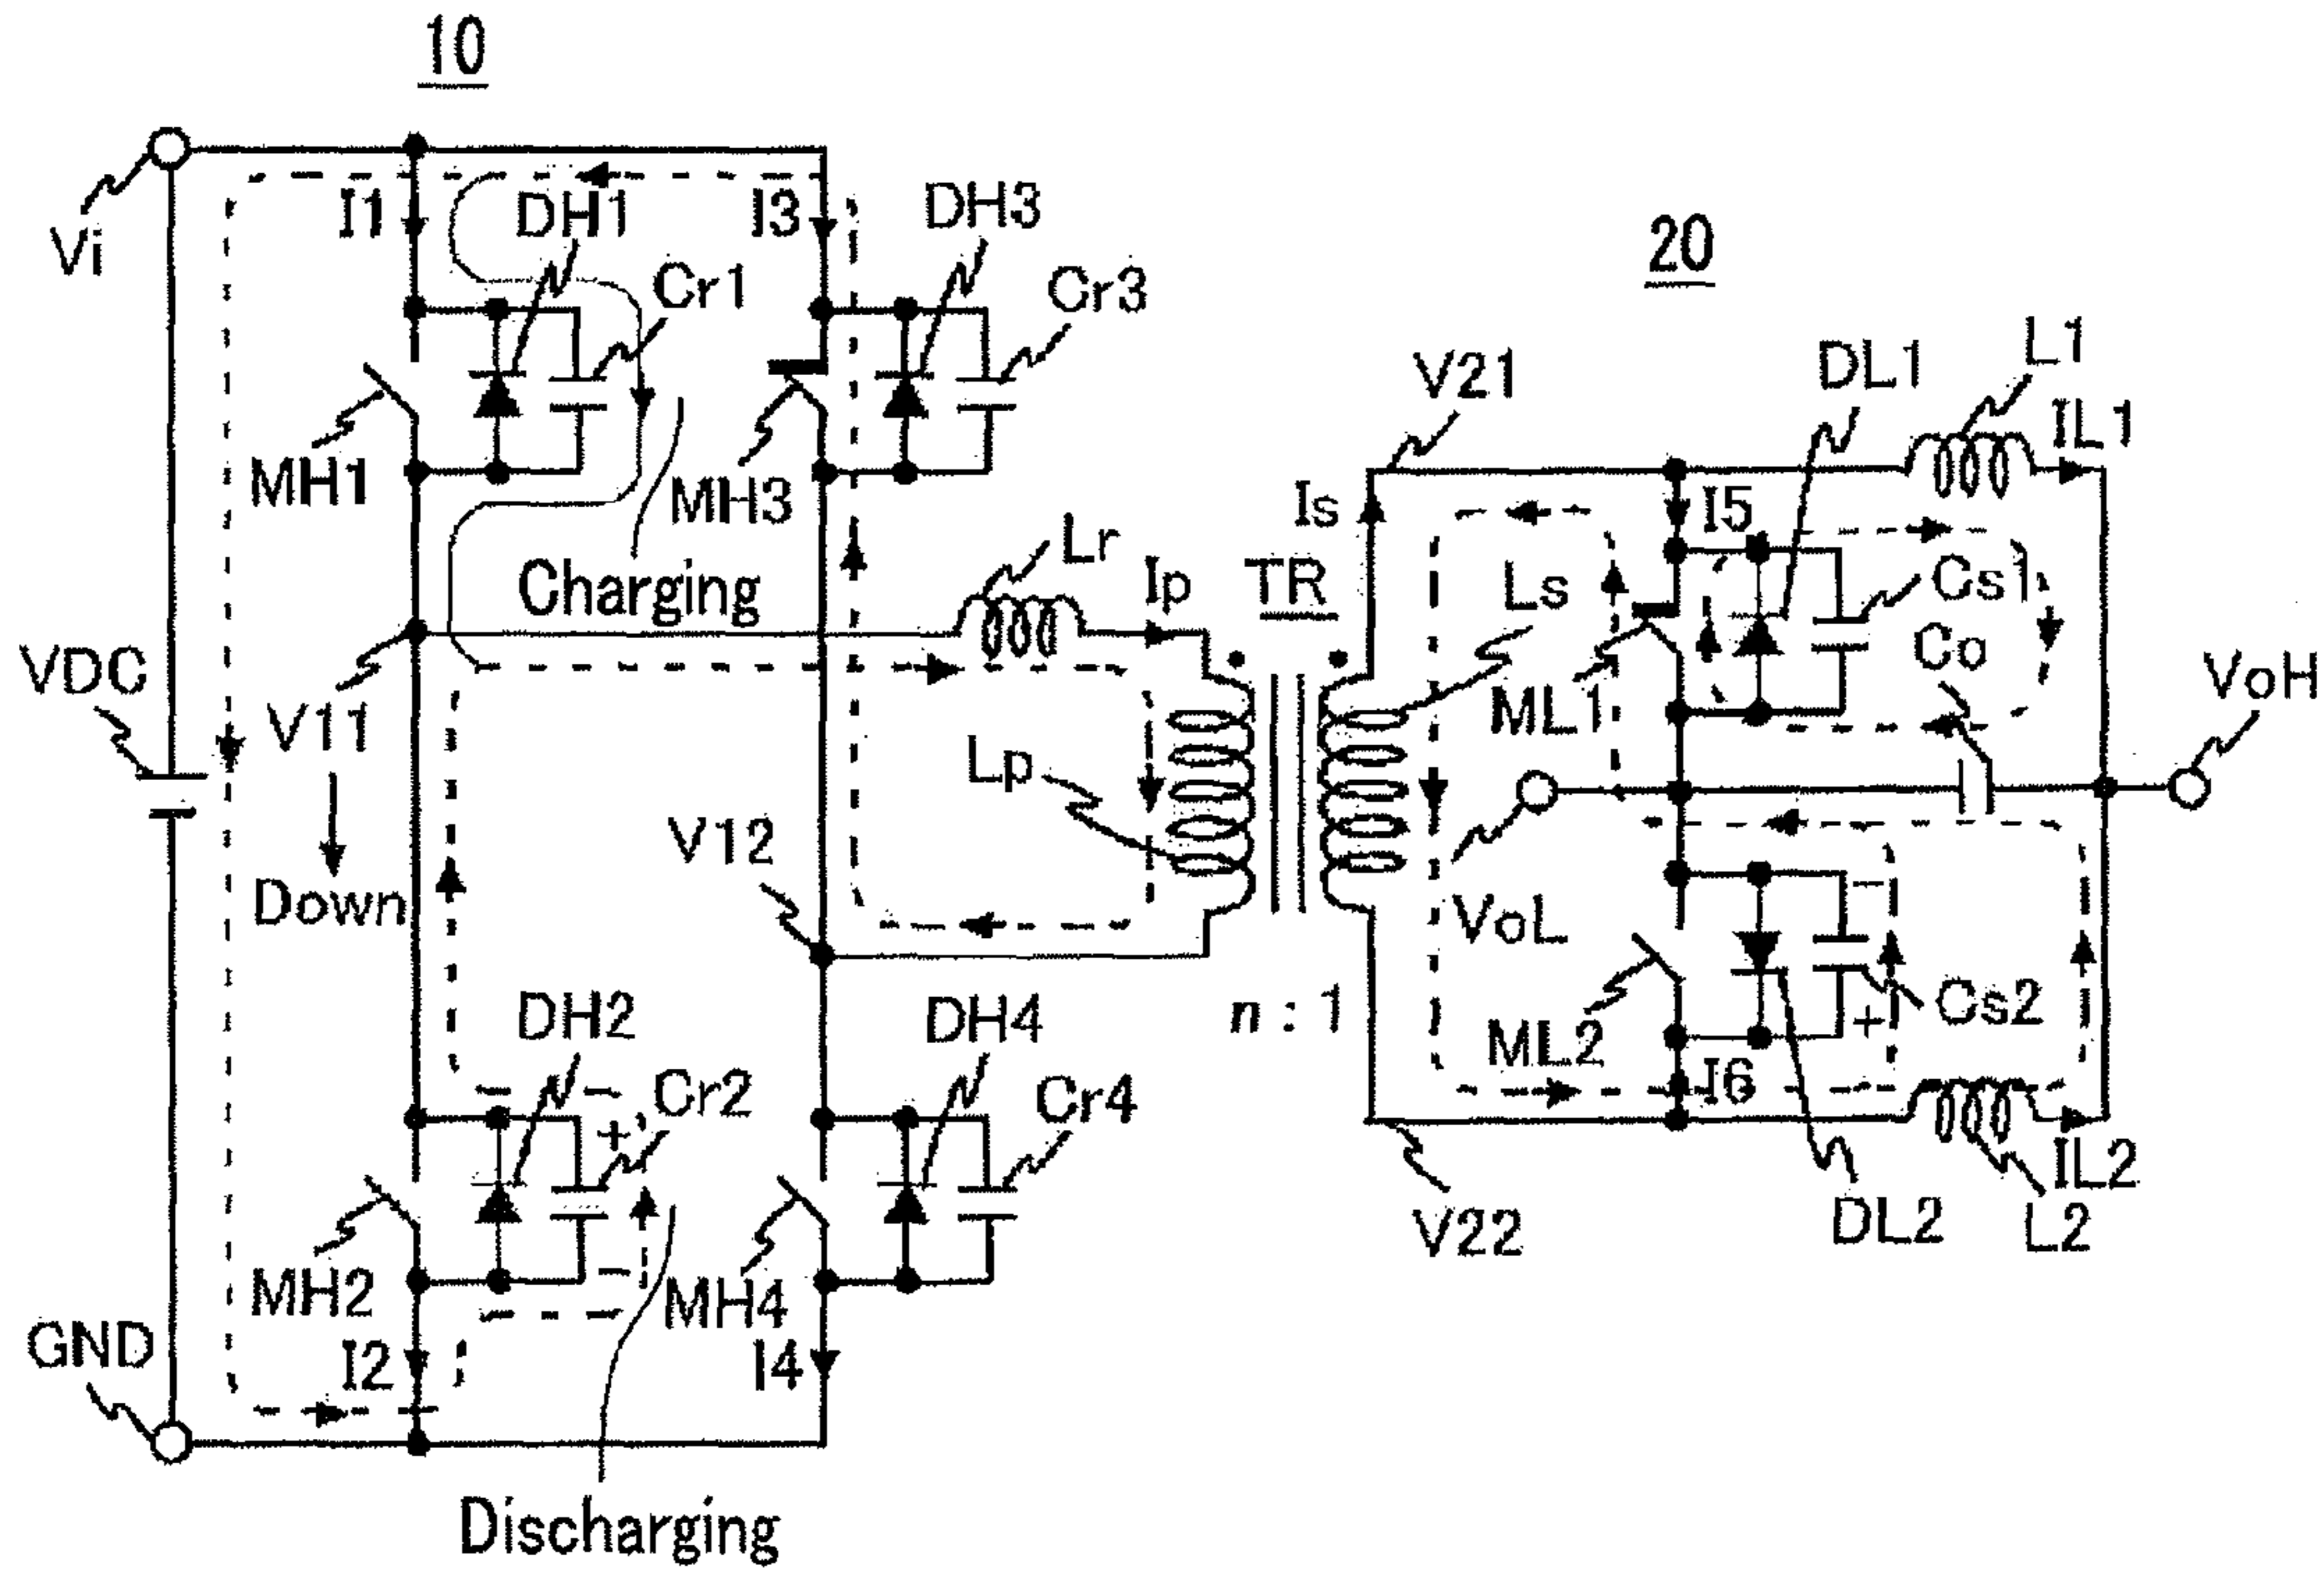 10
20
Vi
I1
DH1
I3
DH3
Cr1
Cr3
MH1
MH3
Charging
Lr
Ip
TR
Is
V21
I5
DL1
L1
IL1
Ls
Cs1
Co
ML1
VoH
VDC
V11
Down
Lp
V12
VoL
n : 1
ML2
I6
−
+
Cs2
DL2
IL2
L2
V22
DH2
+
Cr2
−
DH4
Cr4
MH2
MH4
GND
I2
I4
Discharging